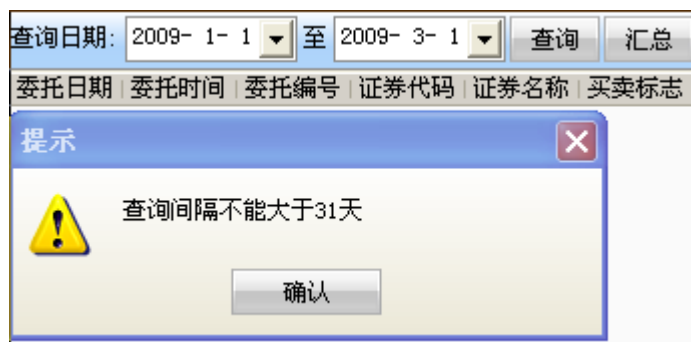 查询日期: 2009- 1- 1 至 2009- 3- 1 查询 汇总
委托日期 委托时间 委托编号 证券代码 证券名称 买卖标志
提示
查询间隔不能大于31天
确认